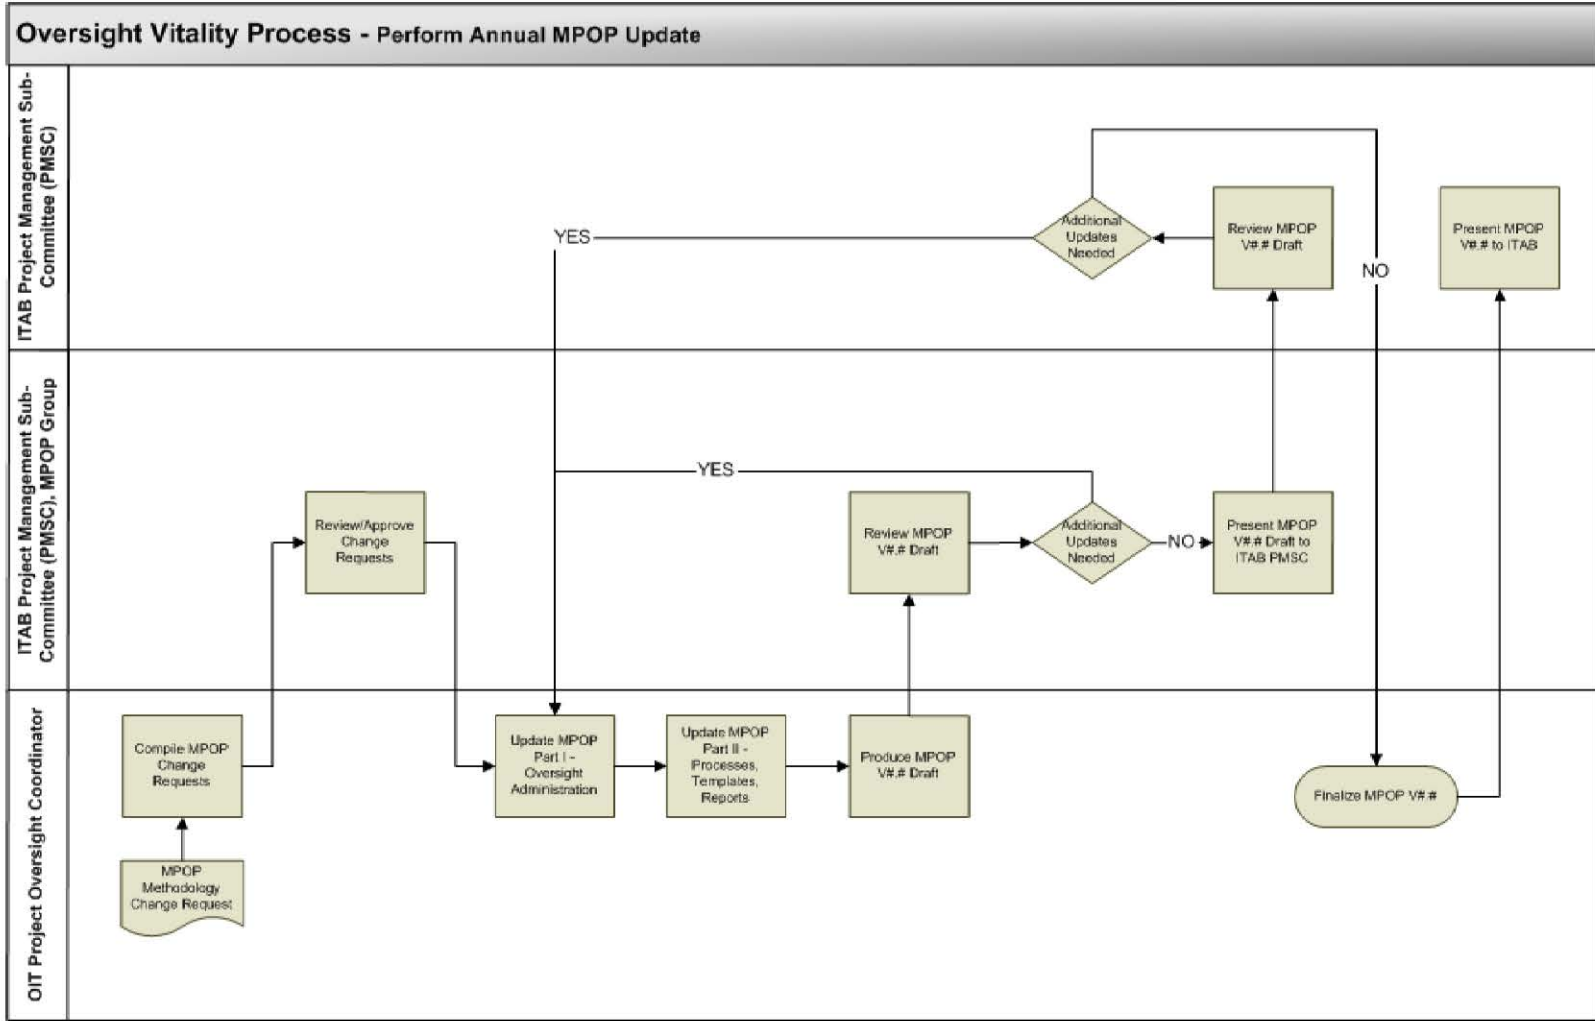 Oversight Vitality Process - Perform Annual MPOP Update
ITAB Project Management Sub-
Committee (PMSC)
YES
Additional
Updates
Needed
Review MPOP
V#.# Draft
NO
Present MPOP
V#.# to ITAB
ITAB Project Management Sub-
Committee (PMSC), MPOP Group
Review/Approve
Change
Requests
YES
Review MPOP
V#.# Draft
Additional
Updates
Needed
NO
Present MPOP
V#.# Draft to
ITAB PMSC
OIT Project Oversight Coordinator
Compile MPOP
Change
Requests
MPOP
Methodology
Change Request
Update MPOP
Part I -
Oversight
Administration
Update MPOP
Part II -
Processes,
Templates,
Reports
Produce MPOP
V#.# Draft
Finalize MPOP V#.#